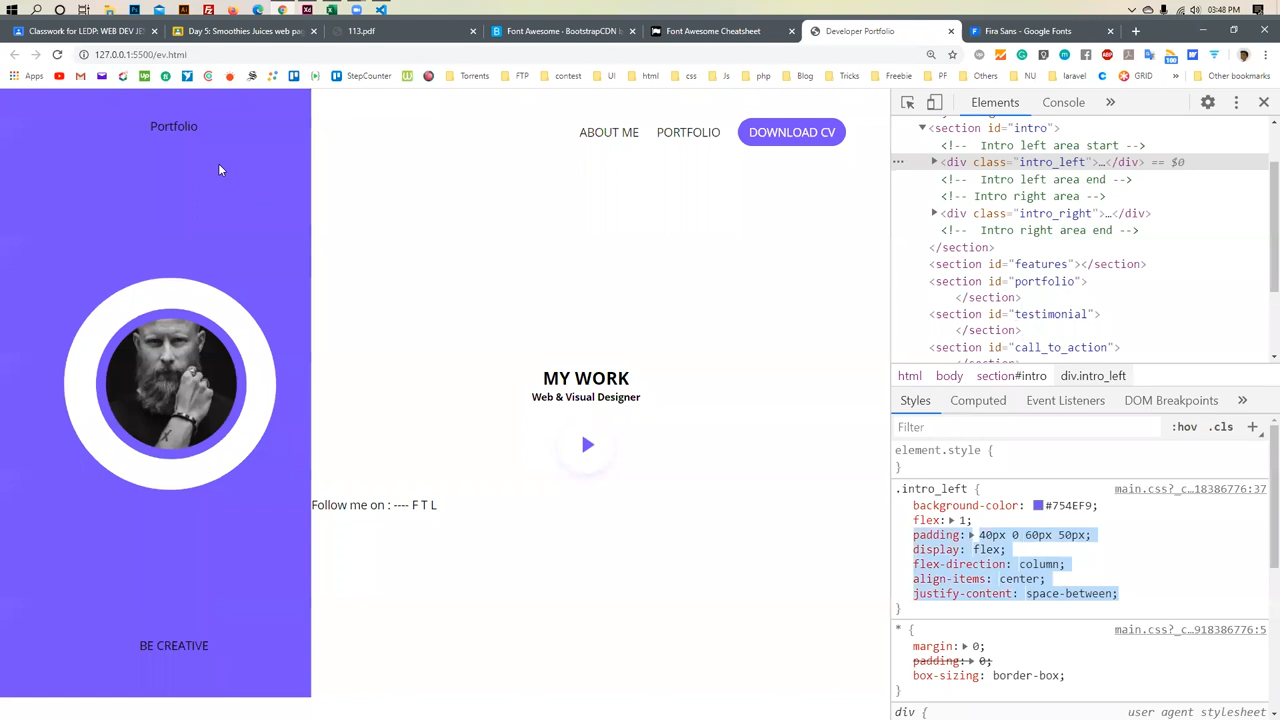 03:48 PM
Classwork for LEDP: WEB DEV JE
Day 5: Smoothies Juices web pag
113.pdf
Font Awesome - BootstrapCDN b
Font Awesome Cheatsheet
Developer Portfolio
Fira Sans - Google Fonts
127.0.0.1:5500/ev.html
Apps
StepCounter
Torrents
FTP
contest
UI
html
css
Js
php
Blog
Tricks
Freebie
PF
Others
NU
laravel
GRID
»
Other bookmarks
Portfolio
ABOUT ME
PORTFOLIO
DOWNLOAD CV
MY WORK
Web & Visual Designer
Follow me on : ---- F T L
BE CREATIVE
Elements
Console
»
<section id="intro">
<!-- Intro left area start -->
<div class="intro_left">…</div> == $0
<!-- Intro left area end -->
<!-- Intro right area -->
<div class="intro_right">…</div>
<!-- Intro right area end -->
</section>
<section id="features"></section>
<section id="portfolio">
</section>
<section id="testimonial">
</section>
<section id="call_to_action">
html body section#intro div.intro_left
Styles Computed Event Listeners DOM Breakpoints »
Filter :hov .cls +
element.style {
}
.intro_left { main.css?_c…18386776:37
background-color: #754EF9;
flex: 1;
padding: 40px 0 60px 50px;
display: flex;
flex-direction: column;
align-items: center;
justify-content: space-between;
}
* { main.css?_c…918386776:5
margin: 0;
padding: 0;
box-sizing: border-box;
}
div { user agent stylesheet